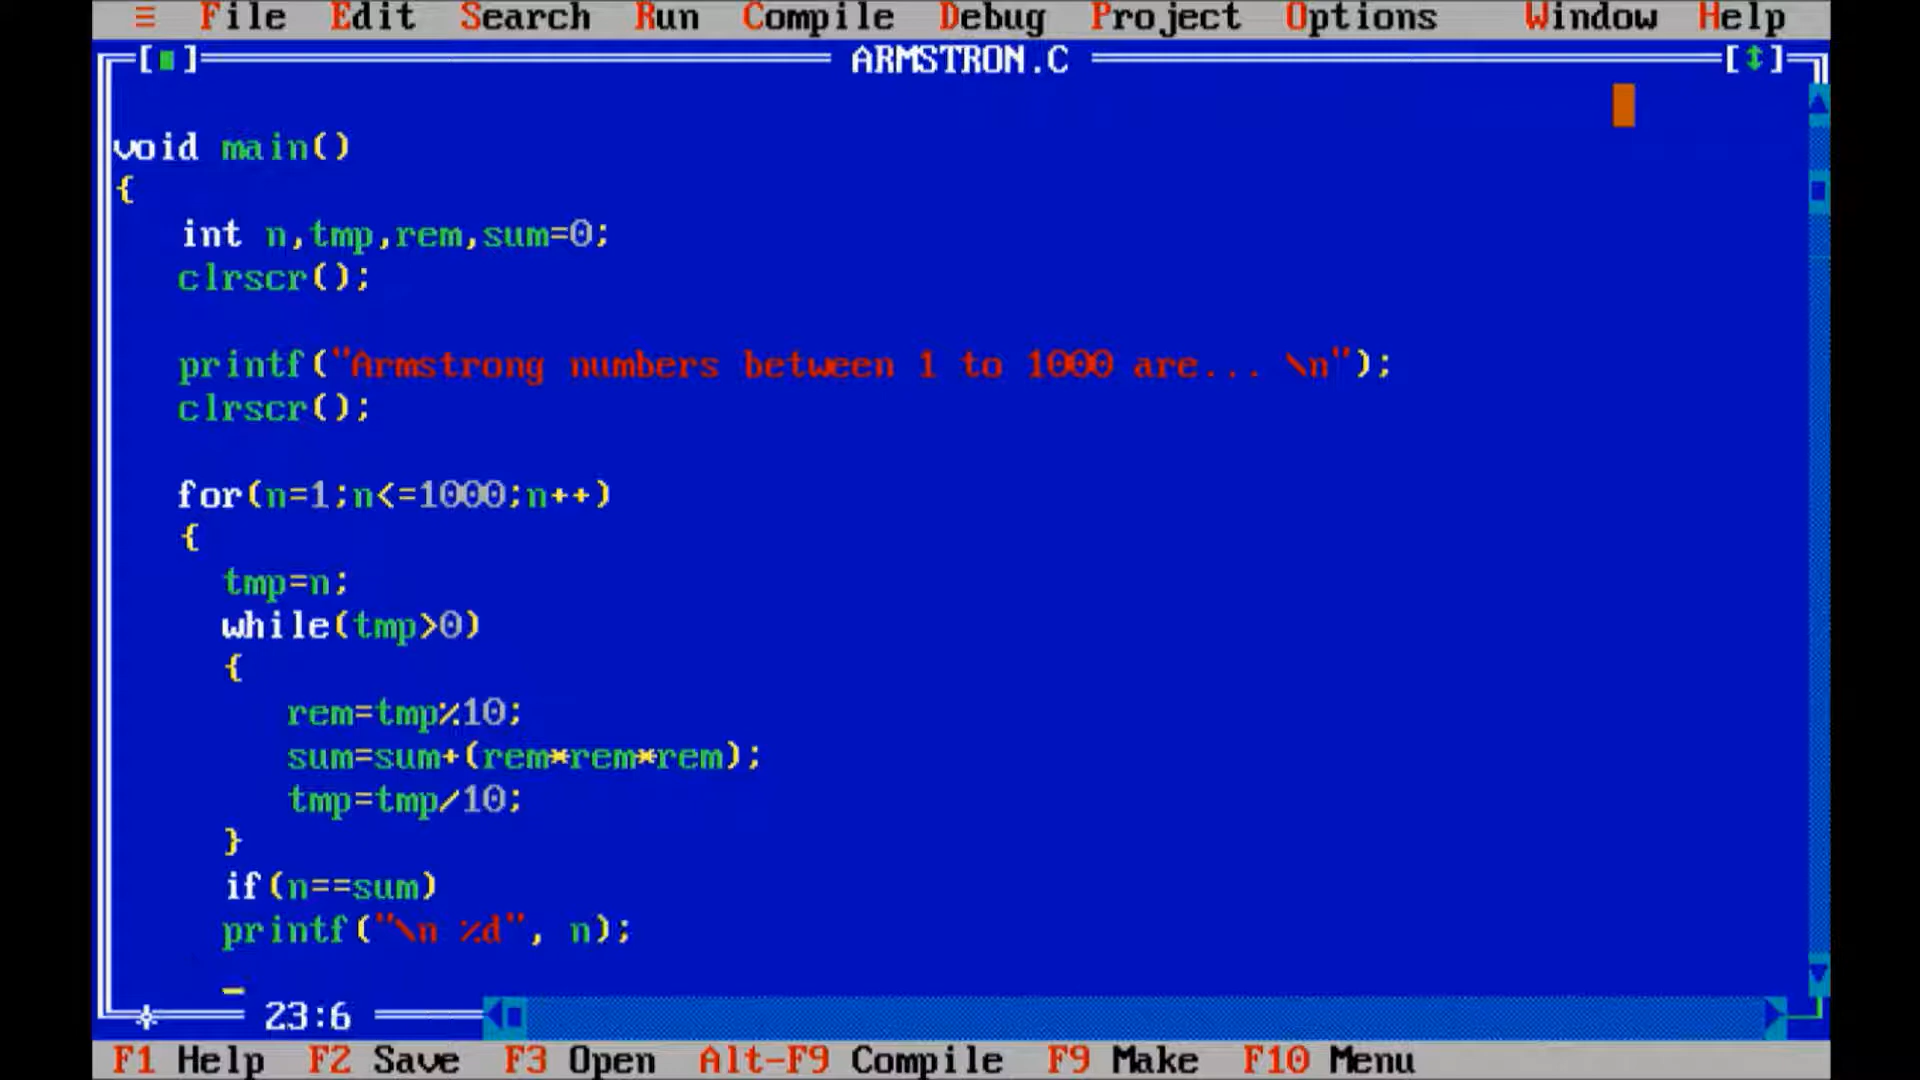 ≡ File Edit Search Run Compile Debug Project Options Window Help
[■] ARMSTRON.C [↕]
void main()
{
int n,tmp,rem,sum=0;
clrscr();
printf("Armstrong numbers between 1 to 1000 are... \n");
clrscr();
for(n=1;n<=1000;n++)
{
tmp=n;
while(tmp>0)
{
rem=tmp%10;
sum=sum+(rem*rem*rem);
tmp=tmp/10;
}
if(n==sum)
printf("\n %d", n);
23:6
F1 Help F2 Save F3 Open Alt-F9 Compile F9 Make F10 Menu